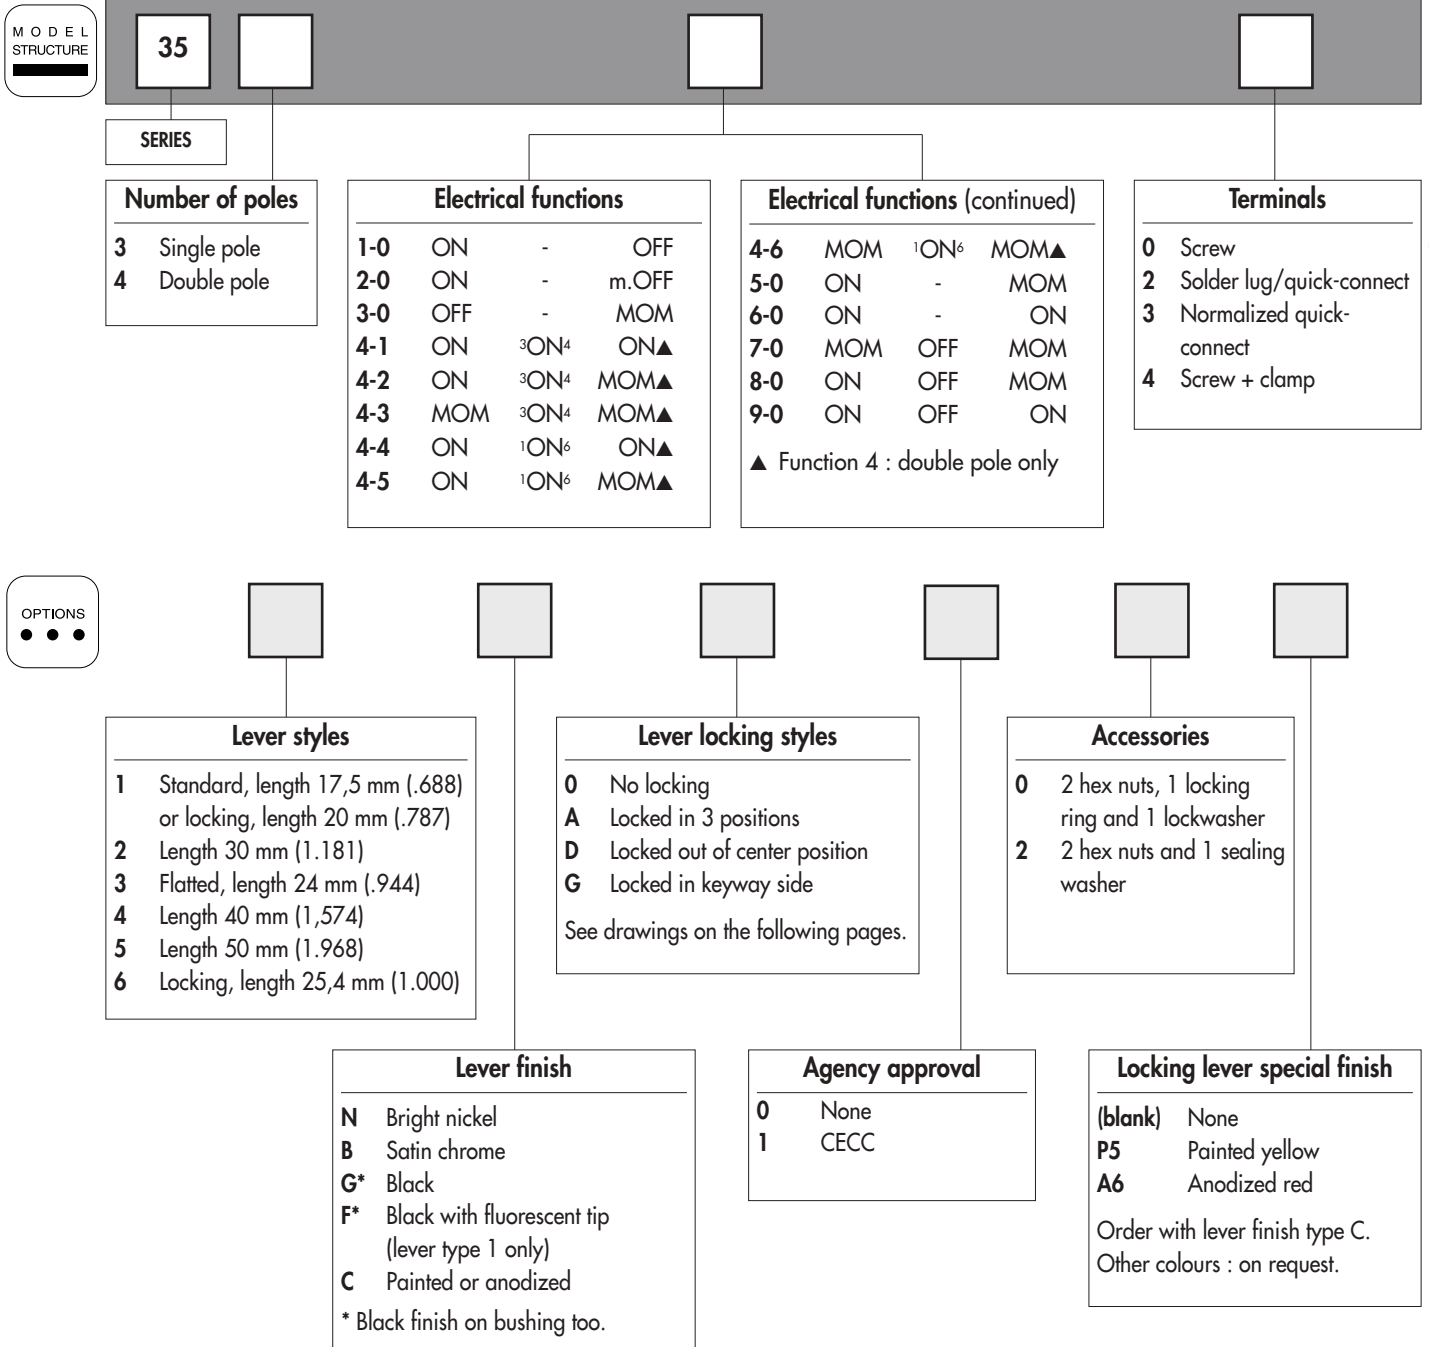 MODEL
STRUCTURE
35
SERIES
Number of poles
3 Single pole
4 Double pole
Electrical functions
1-0 ON - OFF
2-0 ON - m.OFF
3-0 OFF - MOM
4-1 ON ³ON⁴ ON▲
4-2 ON ³ON⁴ MOM▲
4-3 MOM ³ON⁴ MOM▲
4-4 ON ¹ON⁶ ON▲
4-5 ON ¹ON⁶ MOM▲
Electrical functions (continued)
4-6 MOM ¹ON⁶ MOM▲
5-0 ON - MOM
6-0 ON - ON
7-0 MOM OFF MOM
8-0 ON OFF MOM
9-0 ON OFF ON
▲ Function 4 : double pole only
Terminals
0 Screw
2 Solder lug/quick-connect
3 Normalized quick-
connect
4 Screw + clamp
OPTIONS
Lever styles
1 Standard, length 17,5 mm (.688)
or locking, length 20 mm (.787)
2 Length 30 mm (1.181)
3 Flatted, length 24 mm (.944)
4 Length 40 mm (1,574)
5 Length 50 mm (1.968)
6 Locking, length 25,4 mm (1.000)
Lever locking styles
0 No locking
A Locked in 3 positions
D Locked out of center position
G Locked in keyway side
See drawings on the following pages.
Accessories
0 2 hex nuts, 1 locking
ring and 1 lockwasher
2 2 hex nuts and 1 sealing
washer
Lever finish
N Bright nickel
B Satin chrome
G* Black
F* Black with fluorescent tip
(lever type 1 only)
C Painted or anodized
* Black finish on bushing too.
Agency approval
0 None
1 CECC
Locking lever special finish
(blank) None
P5 Painted yellow
A6 Anodized red
Order with lever finish type C.
Other colours : on request.